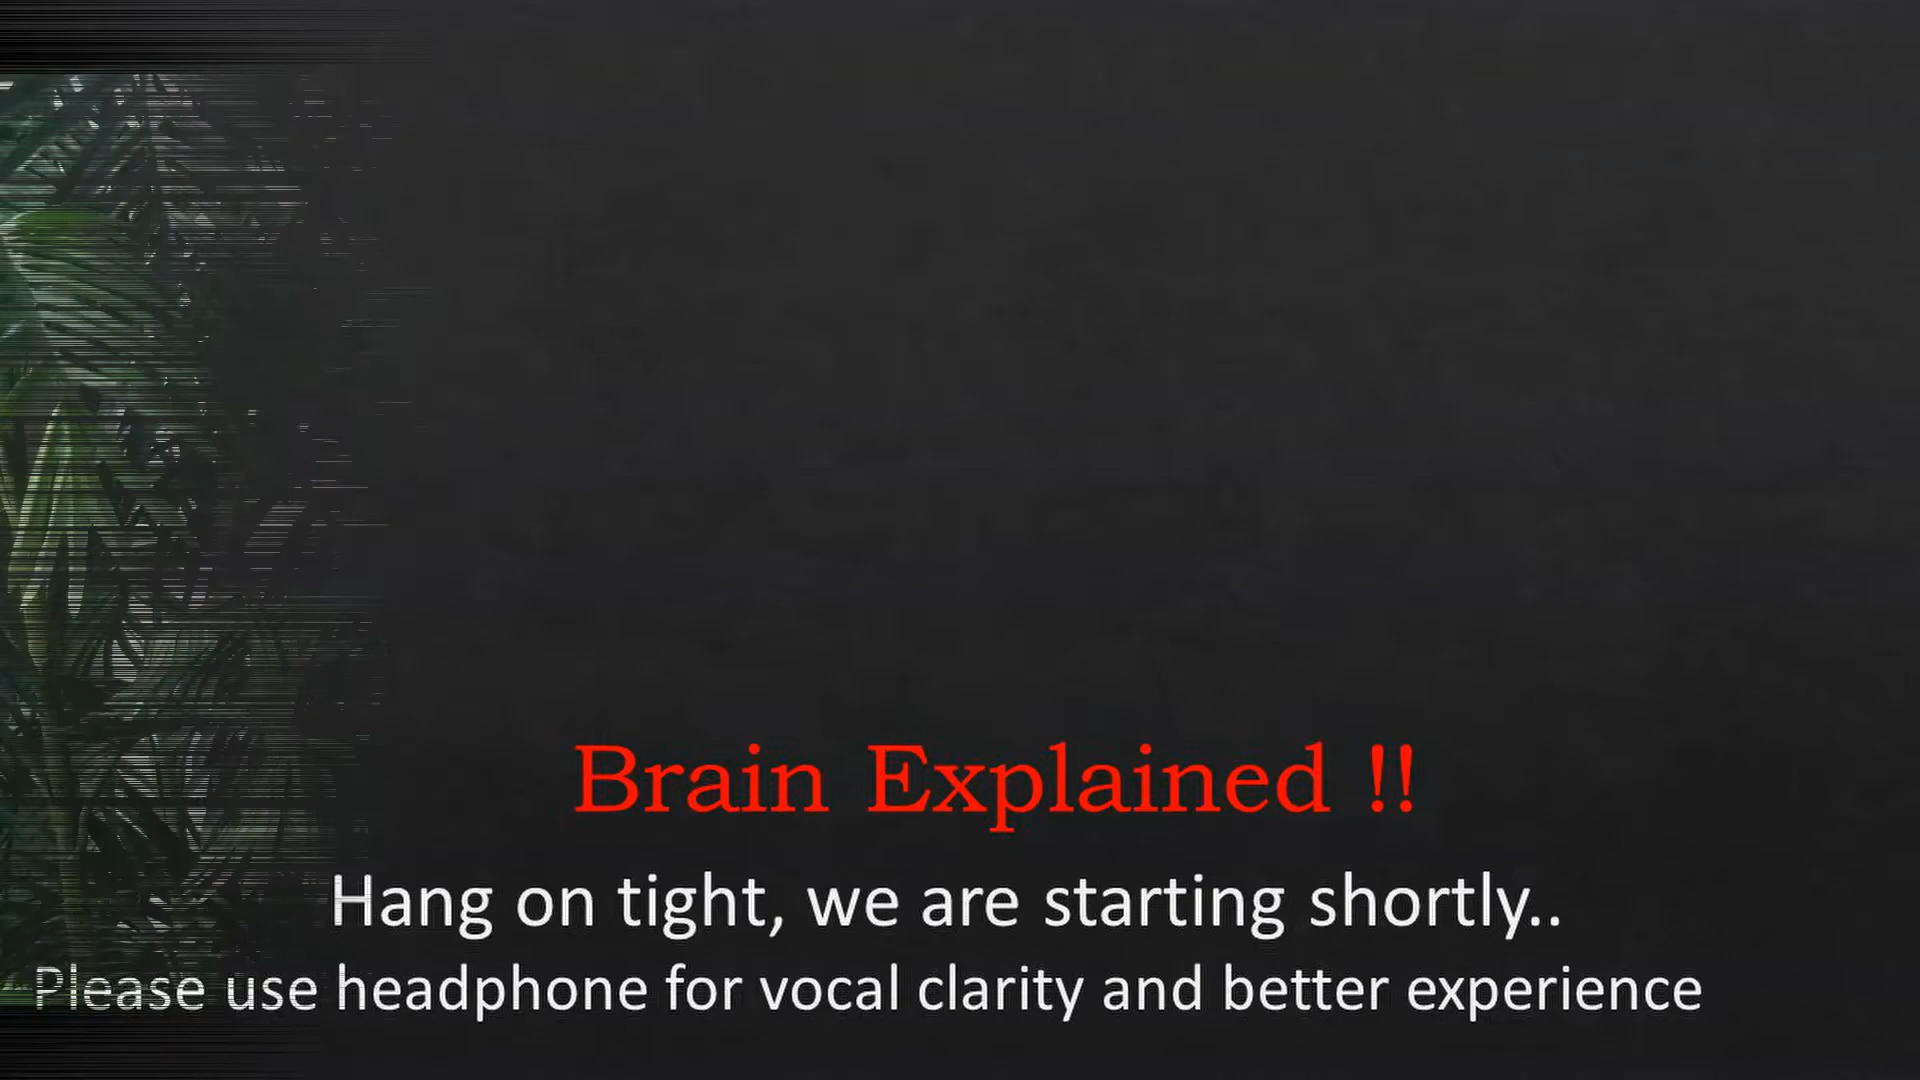 Brain Explained !!
Hang on tight, we are starting shortly..
Please use headphone for vocal clarity and better experience